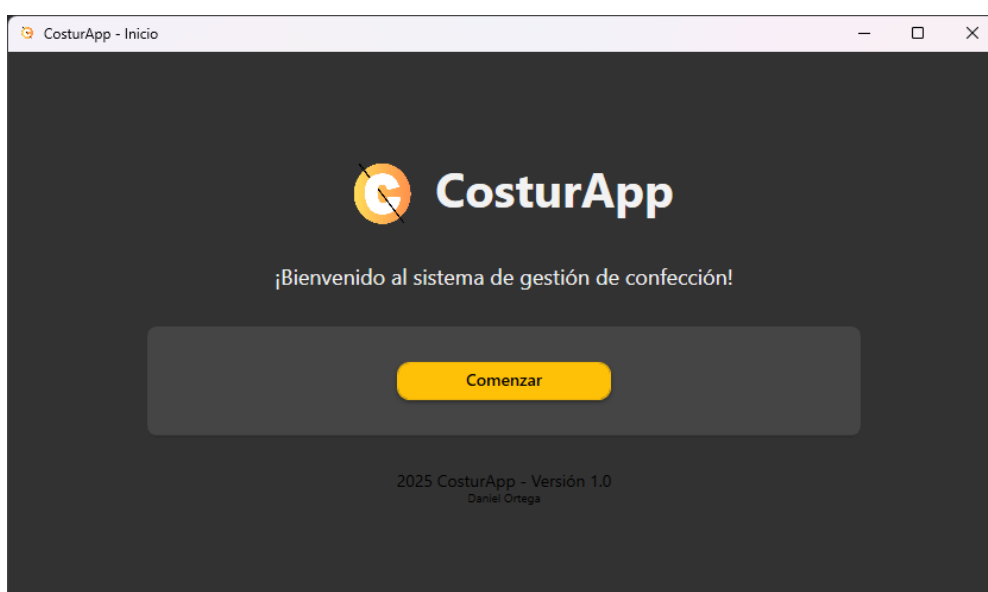 CosturApp - Inicio
CosturApp
¡Bienvenido al sistema de gestión de confección!
Comenzar
2025 CosturApp - Versión 1.0
Daniel Ortega